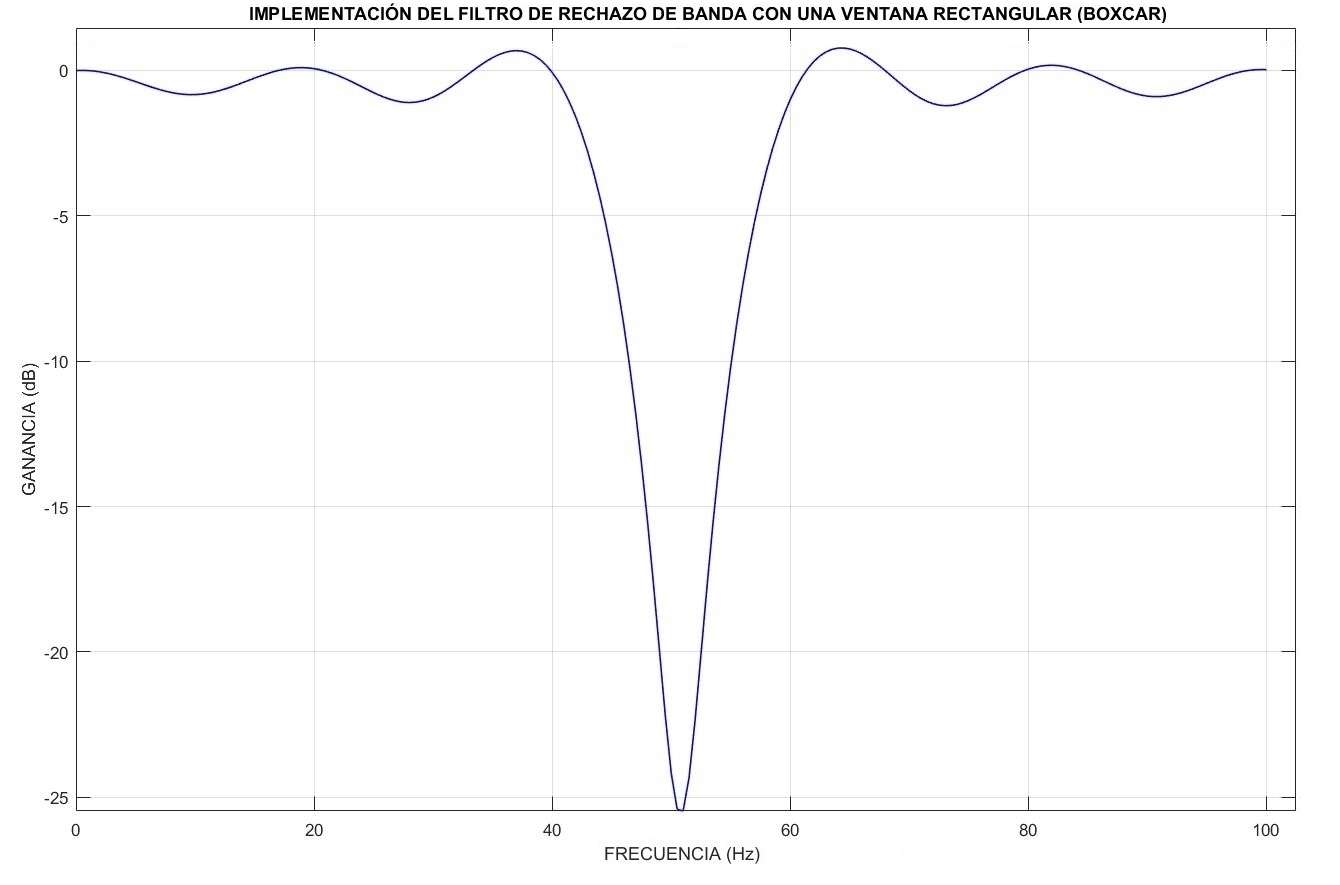 IMPLEMENTACIÓN DEL FILTRO DE RECHAZO DE BANDA CON UNA VENTANA RECTANGULAR (BOXCAR)
0
-5
-10
-15
-20
-25
GANANCIA (dB)
0 20 40 60 80 100
FRECUENCIA (Hz)